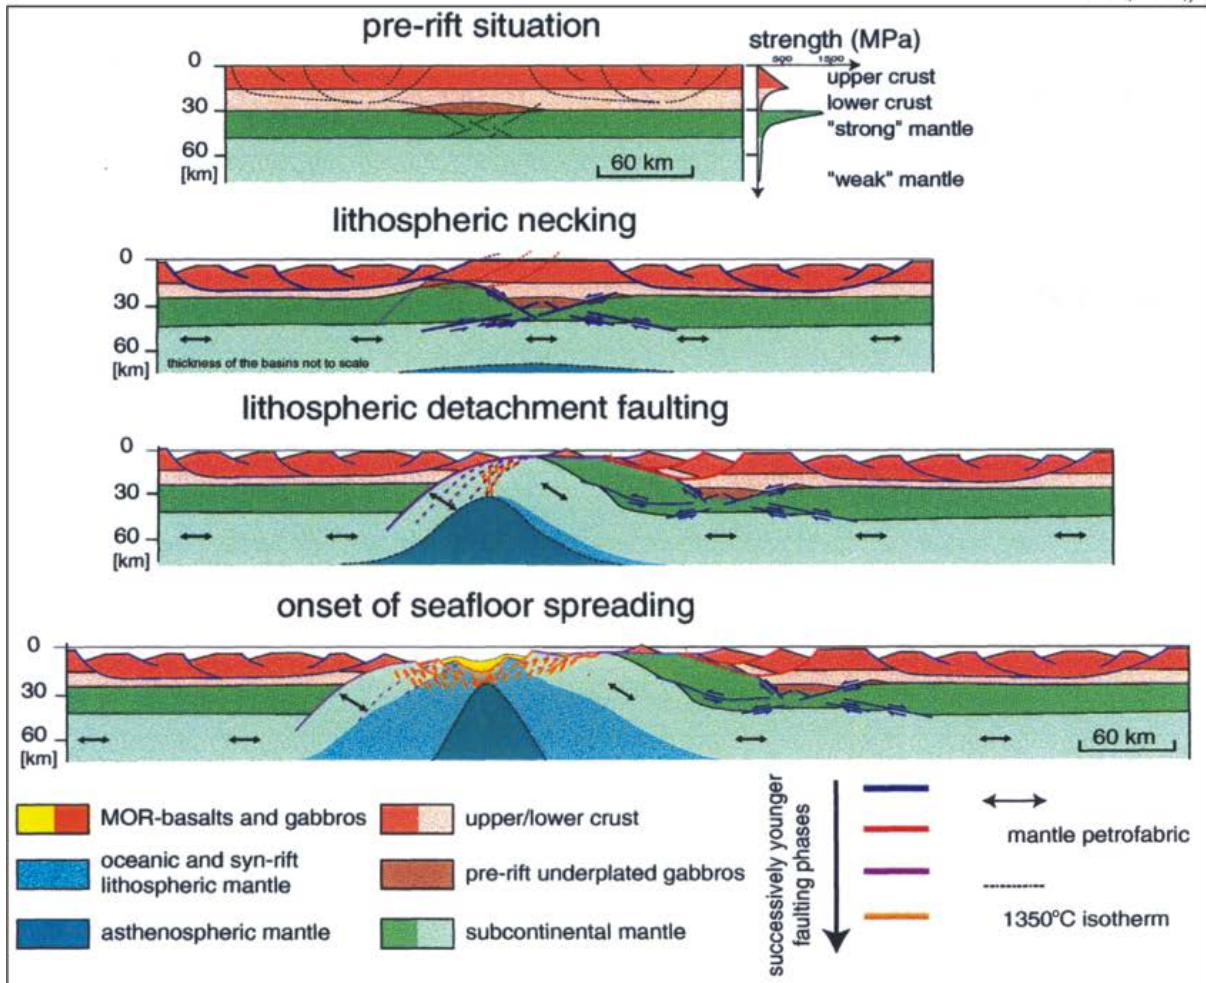 pre-rift situation
strength (MPa)
500 1500
0
30
60
[km]
60 km
upper crust
lower crust
"strong" mantle
"weak" mantle
lithospheric necking
0
30
60
[km]
thickness of the basins not to scale
lithospheric detachment faulting
0
30
60
[km]
onset of seafloor spreading
0
30
60
[km]
60 km
MOR-basalts and gabbros
oceanic and syn-rift
lithospheric mantle
asthenospheric mantle
upper/lower crust
pre-rift underplated gabbros
subcontinental mantle
successively younger
faulting phases
mantle petrofabric
1350°C isotherm